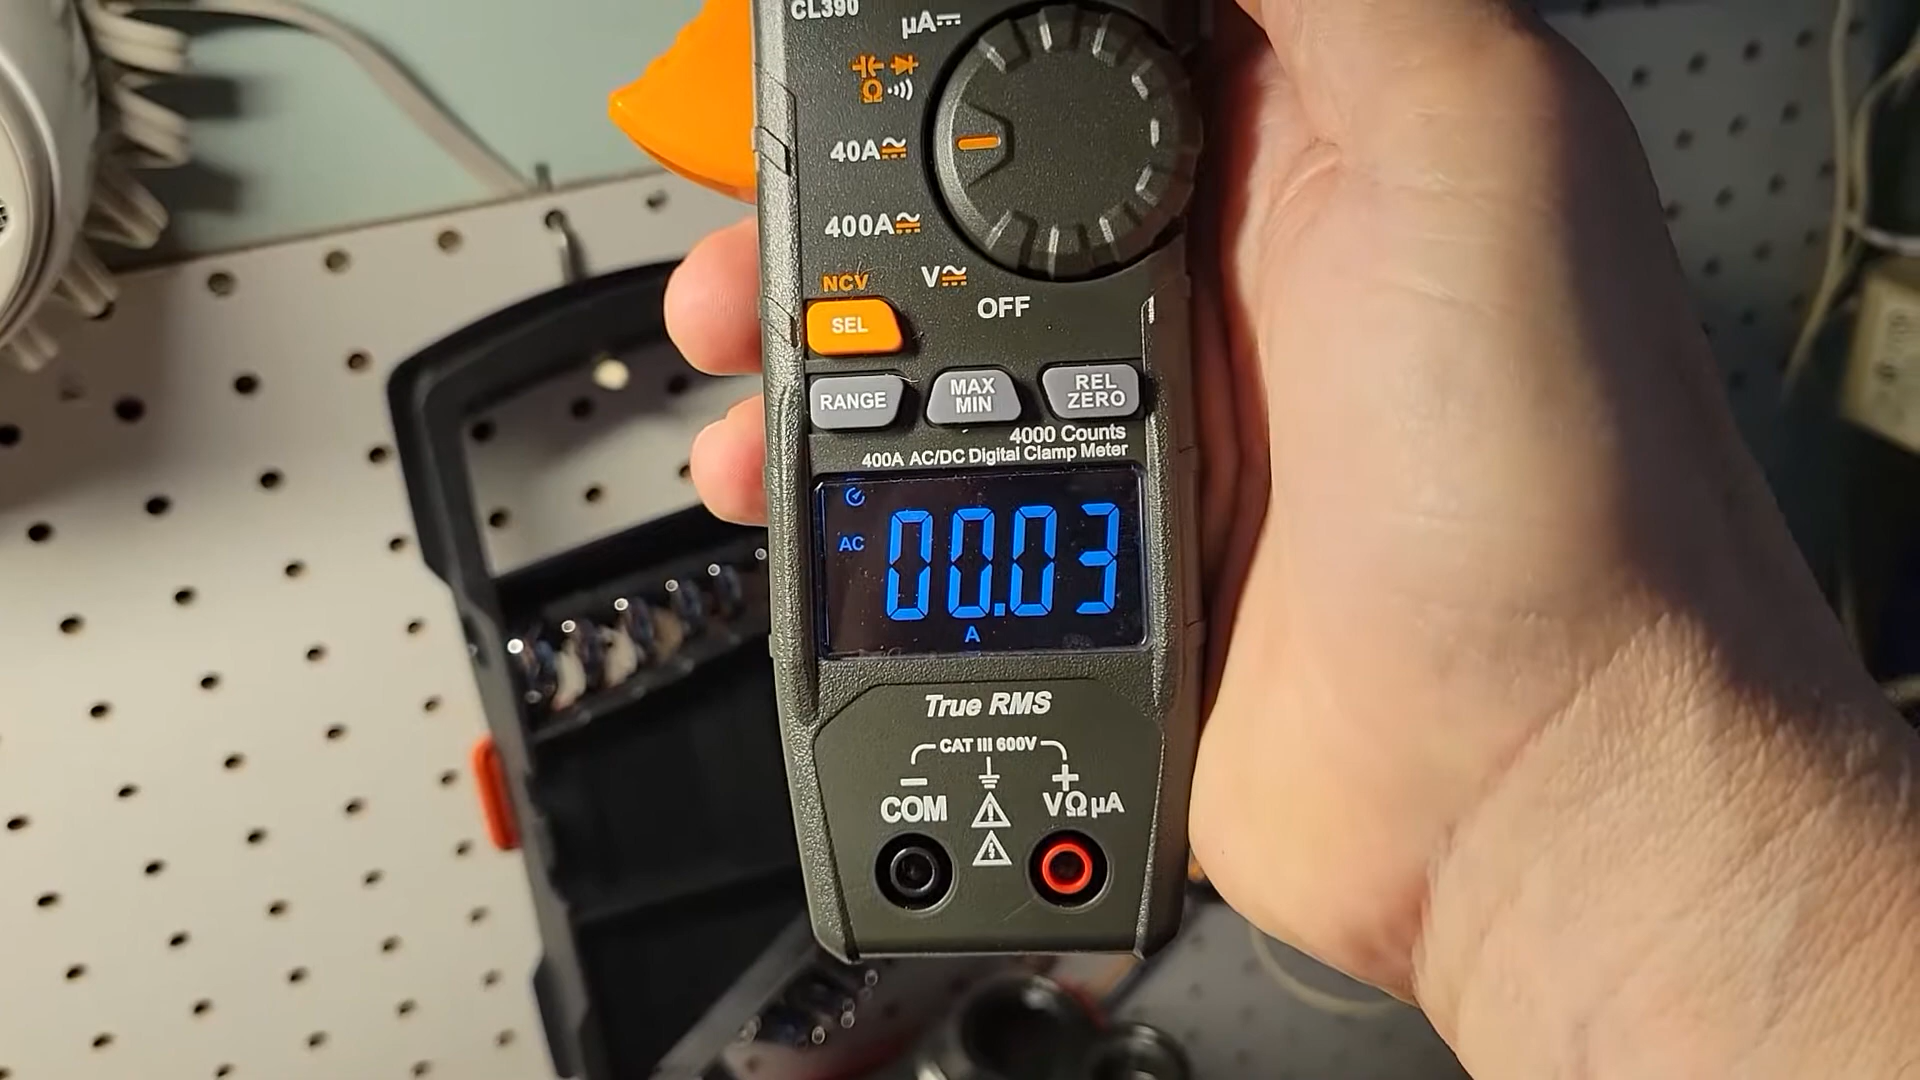 CL390
µA
Ω
40A
400A
V
OFF
NCV
SEL
RANGE
MAX
MIN
REL
ZERO
4000 Counts
400A AC/DC Digital Clamp Meter
AC
00.03
A
True RMS
CAT III 600V
− +
COM
VΩµA